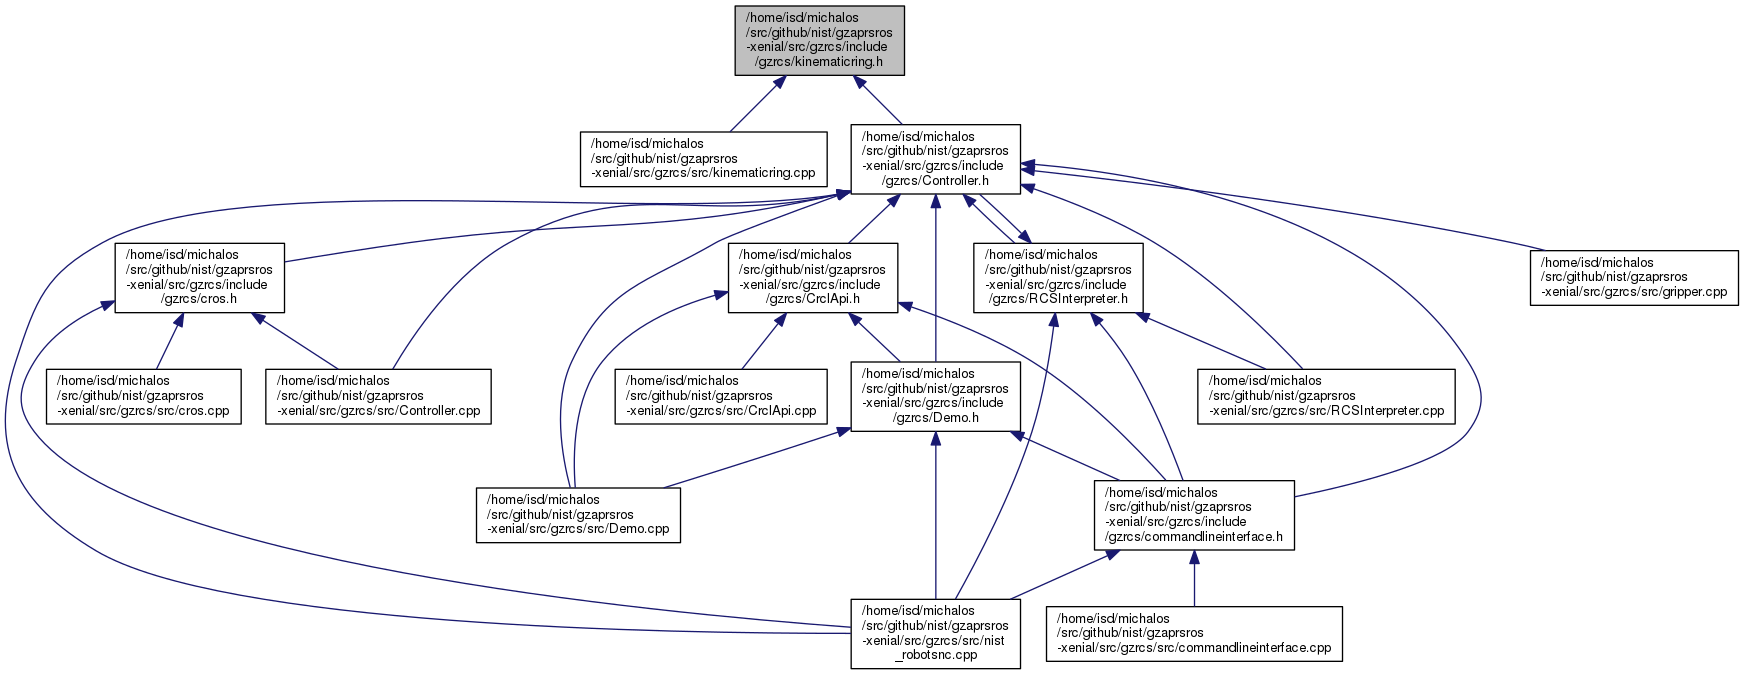 /home/isd/michalos
/src/github/nist/gzaprsros
-xenial/src/gzrcs/include
/gzrcs/kinematicring.h
/home/isd/michalos
/src/github/nist/gzaprsros
-xenial/src/gzrcs/src/kinematicring.cpp
/home/isd/michalos
/src/github/nist/gzaprsros
-xenial/src/gzrcs/include
/gzrcs/Controller.h
/home/isd/michalos
/src/github/nist/gzaprsros
-xenial/src/gzrcs/include
/gzrcs/cros.h
/home/isd/michalos
/src/github/nist/gzaprsros
-xenial/src/gzrcs/include
/gzrcs/CrclApi.h
/home/isd/michalos
/src/github/nist/gzaprsros
-xenial/src/gzrcs/include
/gzrcs/RCSInterpreter.h
/home/isd/michalos
/src/github/nist/gzaprsros
-xenial/src/gzrcs/src/gripper.cpp
/home/isd/michalos
/src/github/nist/gzaprsros
-xenial/src/gzrcs/src/cros.cpp
/home/isd/michalos
/src/github/nist/gzaprsros
-xenial/src/gzrcs/src/Controller.cpp
/home/isd/michalos
/src/github/nist/gzaprsros
-xenial/src/gzrcs/src/CrclApi.cpp
/home/isd/michalos
/src/github/nist/gzaprsros
-xenial/src/gzrcs/include
/gzrcs/Demo.h
/home/isd/michalos
/src/github/nist/gzaprsros
-xenial/src/gzrcs/src/RCSInterpreter.cpp
/home/isd/michalos
/src/github/nist/gzaprsros
-xenial/src/gzrcs/src/Demo.cpp
/home/isd/michalos
/src/github/nist/gzaprsros
-xenial/src/gzrcs/include
/gzrcs/commandlineinterface.h
/home/isd/michalos
/src/github/nist/gzaprsros
-xenial/src/gzrcs/src/nist
_robotsnc.cpp
/home/isd/michalos
/src/github/nist/gzaprsros
-xenial/src/gzrcs/src/commandlineinterface.cpp